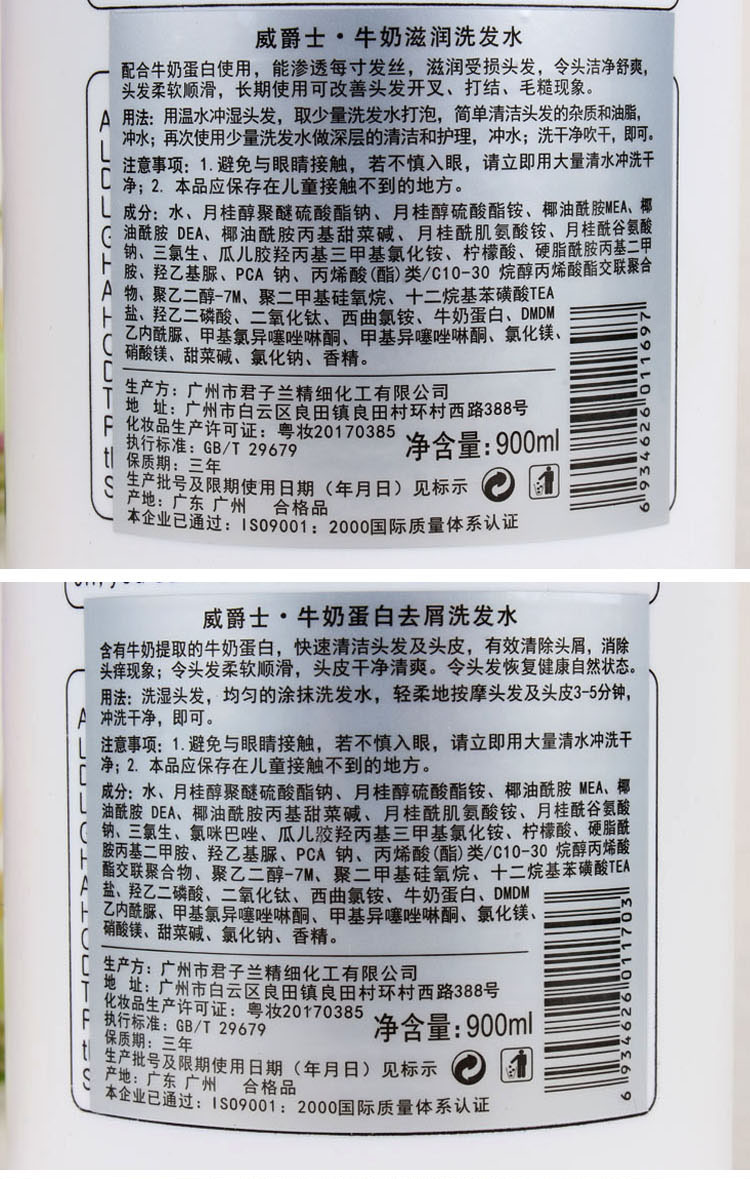 威爵士·牛奶滋润洗发水
配合牛奶蛋白使用，能渗透每寸发丝，滋润受损头发，令头洁净舒爽，
头发柔软顺滑，长期使用可改善头发开叉、打结、毛糙现象。
用法：用温水冲湿头发，取少量洗发水打泡，简单清洁头发的杂质和油脂，
冲水；再次使用少量洗发水做深层的清洁和护理，冲水；洗干净吹干，即可。
注意事项：1.避免与眼睛接触，若不慎入眼，请立即用大量清水冲洗干
净；2. 本品应保存在儿童接触不到的地方。
成分：水、月桂醇聚醚硫酸酯钠、月桂醇硫酸酯铵、椰油酰胺MEA、椰
油酰胺 DEA、椰油酰胺丙基甜菜碱、月桂酰肌氨酸铵、月桂酰谷氨酸
钠、三氯生、瓜儿胶羟丙基三甲基氯化铵、柠檬酸、硬脂酰胺丙基二甲
胺、羟乙基脲、PCA 钠、丙烯酸(酯)类/C10-30 烷醇丙烯酸酯交联聚合
物、聚乙二醇-7M、聚二甲基硅氧烷、十二烷基苯磺酸TEA
盐、羟乙二磷酸、二氧化钛、西曲氯铵、牛奶蛋白、DMDM
乙内酰脲、甲基氯异噻唑啉酮、甲基异噻唑啉酮、氯化镁、
硝酸镁、甜菜碱、氯化钠、香精。
生产方：广州市君子兰精细化工有限公司
地 址：广州市白云区良田镇良田村环村西路388号
化妆品生产许可证：粤妆20170385
执行标准：GB/T 29679
净含量：900ml
保质期：三年
生产批号及限期使用日期（年月日）见标示
产地：广东 广州 合格品
本企业已通过：ISO9001：2000国际质量体系认证
6 934626 011697
威爵士·牛奶蛋白去屑洗发水
含有牛奶提取的牛奶蛋白，快速清洁头发及头皮，有效清除头屑，消除
头痒现象；令头发柔软顺滑，头皮干净清爽。令头发恢复健康自然状态。
用法：洗湿头发，均匀的涂抹洗发水，轻柔地按摩头发及头皮3-5分钟，
冲洗干净，即可。
注意事项：1.避免与眼睛接触，若不慎入眼，请立即用大量清水冲洗干
净；2. 本品应保存在儿童接触不到的地方。
成分：水、月桂醇聚醚硫酸酯钠、月桂醇硫酸酯铵、椰油酰胺 MEA、椰
油酰胺 DEA、椰油酰胺丙基甜菜碱、月桂酰肌氨酸铵、月桂酰谷氨酸
钠、三氯生、氯咪巴唑、瓜儿胶羟丙基三甲基氯化铵、柠檬酸、硬脂酰
胺丙基二甲胺、羟乙基脲、PCA 钠、丙烯酸(酯)类/C10-30 烷醇丙烯酸
酯交联聚合物、聚乙二醇-7M、聚二甲基硅氧烷、十二烷基苯磺酸TEA
盐、羟乙二磷酸、二氧化钛、西曲氯铵、牛奶蛋白、DMDM
乙内酰脲、甲基氯异噻唑啉酮、甲基异噻唑啉酮、氯化镁、
硝酸镁、甜菜碱、氯化钠、香精。
生产方：广州市君子兰精细化工有限公司
地 址：广州市白云区良田镇良田村环村西路388号
化妆品生产许可证：粤妆20170385
执行标准：GB/T 29679
净含量：900ml
保质期：三年
生产批号及限期使用日期（年月日）见标示
产地：广东 广州 合格品
本企业已通过：ISO9001：2000国际质量体系认证
6 934626 011703